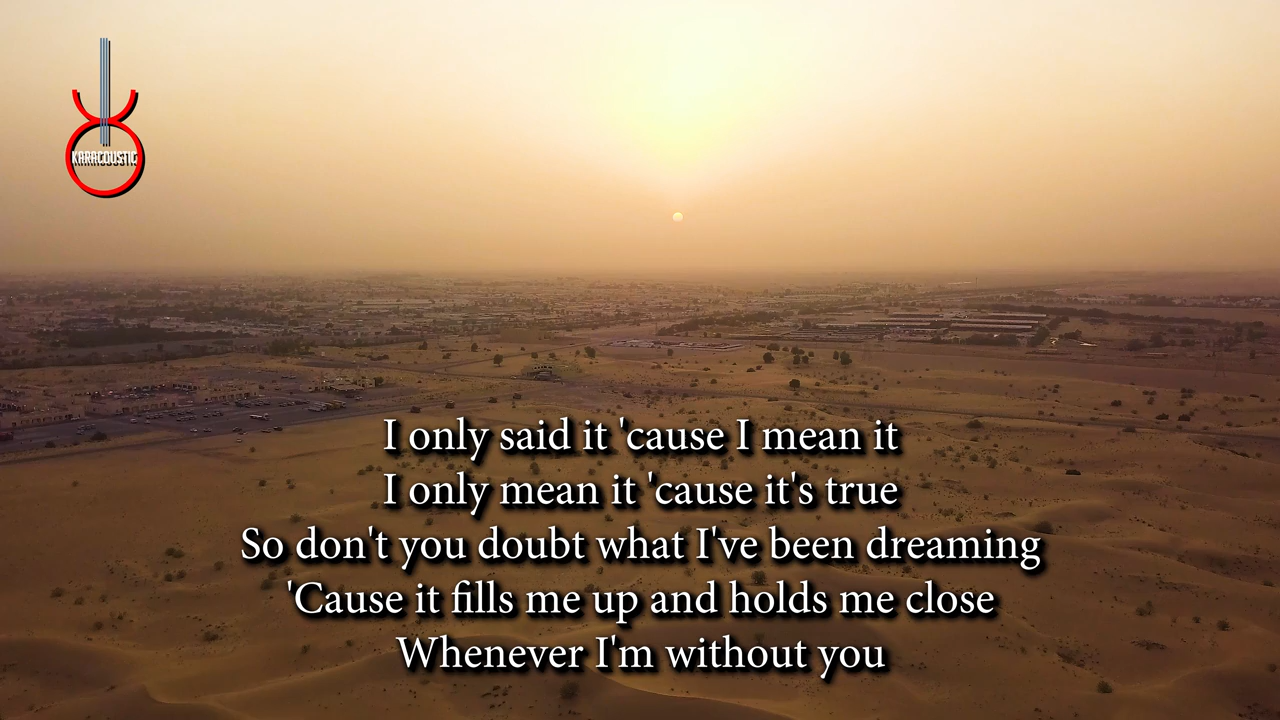 KARACOUSTIC
I only said it 'cause I mean it
I only mean it 'cause it's true
So don't you doubt what I've been dreaming
'Cause it fills me up and holds me close
Whenever I'm without you